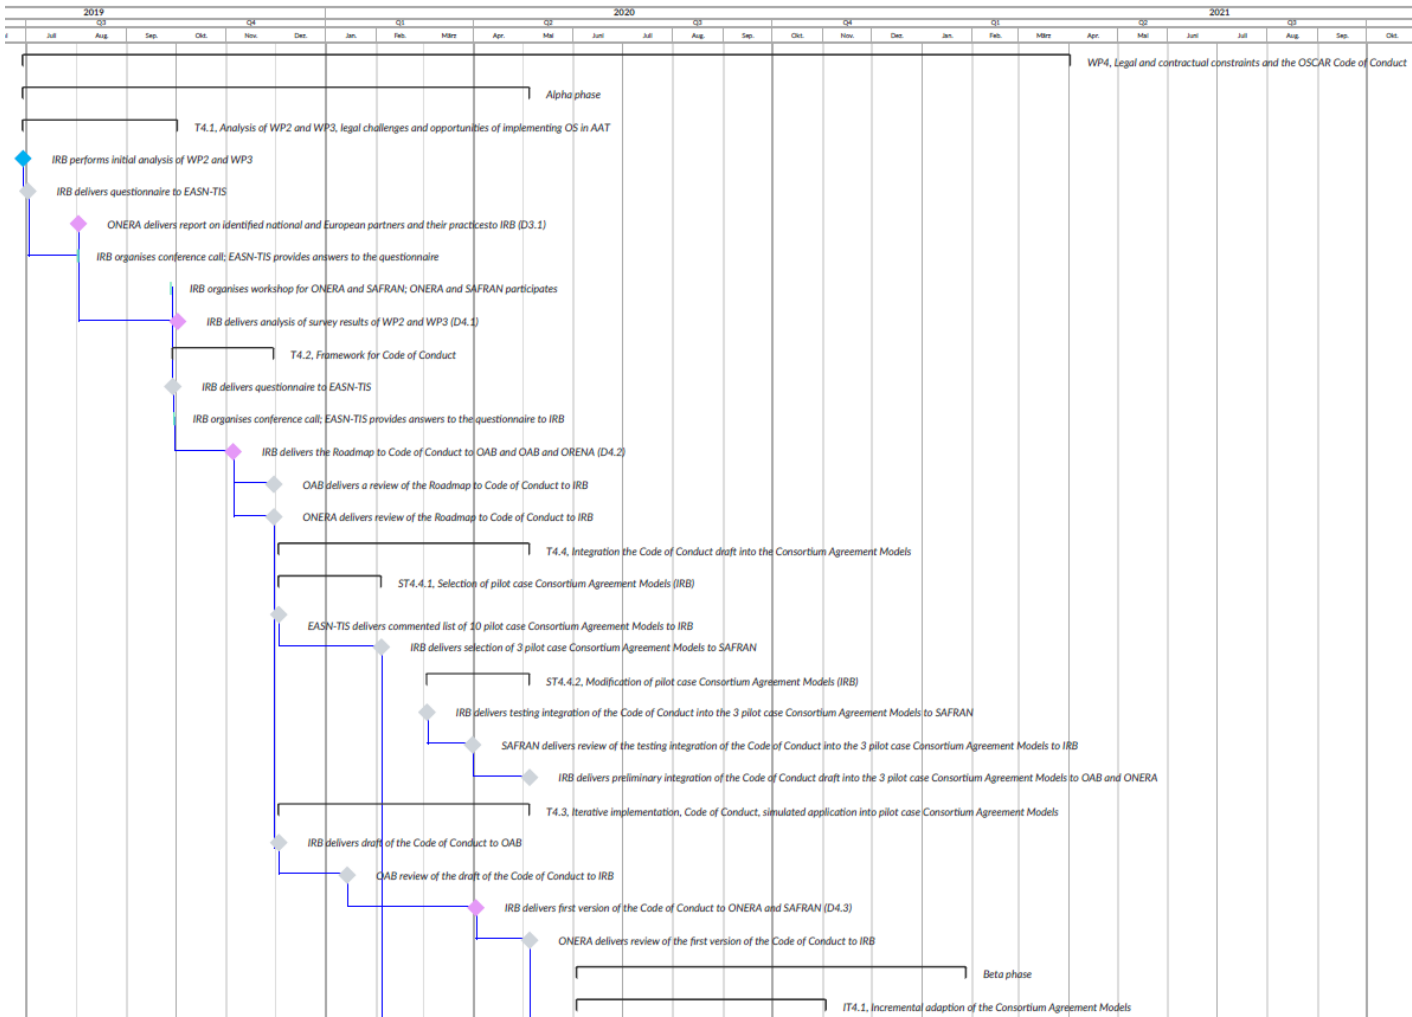 2019 2020 2021
Q3 Q4 Q1 Q2 Q3 Q4 Q1 Q2 Q3
Juli Aug. Sep. Okt. Nov. Dez. Jan. Feb. März Apr. Mai Juni Juli Aug. Sep. Okt. Nov. Dez. Jan. Feb. März Apr. Mai Juni Juli Aug. Sep. Okt.
WP4, Legal and contractual constraints and the OSCAR Code of Conduct
Alpha phase
T4.1, Analysis of WP2 and WP3, legal challenges and opportunities of implementing OS in AAT
IRB performs initial analysis of WP2 and WP3
IRB delivers questionnaire to EASN-TIS
ONERA delivers report on identified national and European partners and their practicesto IRB (D3.1)
IRB organises conference call; EASN-TIS provides answers to the questionnaire
IRB organises workshop for ONERA and SAFRAN; ONERA and SAFRAN participates
IRB delivers analysis of survey results of WP2 and WP3 (D4.1)
T4.2, Framework for Code of Conduct
IRB delivers questionnaire to EASN-TIS
IRB organises conference call; EASN-TIS provides answers to the questionnaire to IRB
IRB delivers the Roadmap to Code of Conduct to OAB and OAB and ORENA (D4.2)
OAB delivers a review of the Roadmap to Code of Conduct to IRB
ONERA delivers review of the Roadmap to Code of Conduct to IRB
T4.4, Integration the Code of Conduct draft into the Consortium Agreement Models
ST4.4.1, Selection of pilot case Consortium Agreement Models (IRB)
EASN-TIS delivers commented list of 10 pilot case Consortium Agreement Models to IRB
IRB delivers selection of 3 pilot case Consortium Agreement Models to SAFRAN
ST4.4.2, Modification of pilot case Consortium Agreement Models (IRB)
IRB delivers testing integration of the Code of Conduct into the 3 pilot case Consortium Agreement Models to SAFRAN
SAFRAN delivers review of the testing integration of the Code of Conduct into the 3 pilot case Consortium Agreement Models to IRB
IRB delivers preliminary integration of the Code of Conduct draft into the 3 pilot case Consortium Agreement Models to OAB and ONERA
T4.3, Iterative implementation, Code of Conduct, simulated application into pilot case Consortium Agreement Models
IRB delivers draft of the Code of Conduct to OAB
OAB review of the draft of the Code of Conduct to IRB
IRB delivers first version of the Code of Conduct to ONERA and SAFRAN (D4.3)
ONERA delivers review of the first version of the Code of Conduct to IRB
Beta phase
IT4.1, Incremental adaption of the Consortium Agreement Models